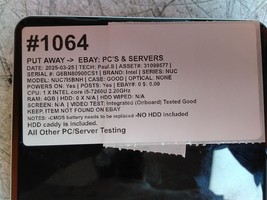 #1064
PUT AWAY-> EBAY: PC'S & SERVERS
DATE: 2025-03-25 | TECH: Paul.S | ASSET#: 31099577 |
SERIAL #: G6BN80900CS1 | BRAND: Intel | SERIES: NUC
MODEL: NUC7I5BNH | CASE: GOOD | OPTICAL: NONE
POWERS ON: Yes | POSTS: Yes | EBAY#: 0 $: 0.00
CPU: 1 X INTEL core i5-7260U 2.20GHz
RAM: 4GB | HDD: 0 X N/A | HDD WIPED: N/A
SCREEN: N/A | VIDEO TEST: Integrated (Onboard) Tested Good
KEEP, ITEM NOT FOUND ON EBAY
NOTES: -CMOS battery needs to be replaced -NO HDD Included
HDD caddy is included.
All Other PC/Server Testing